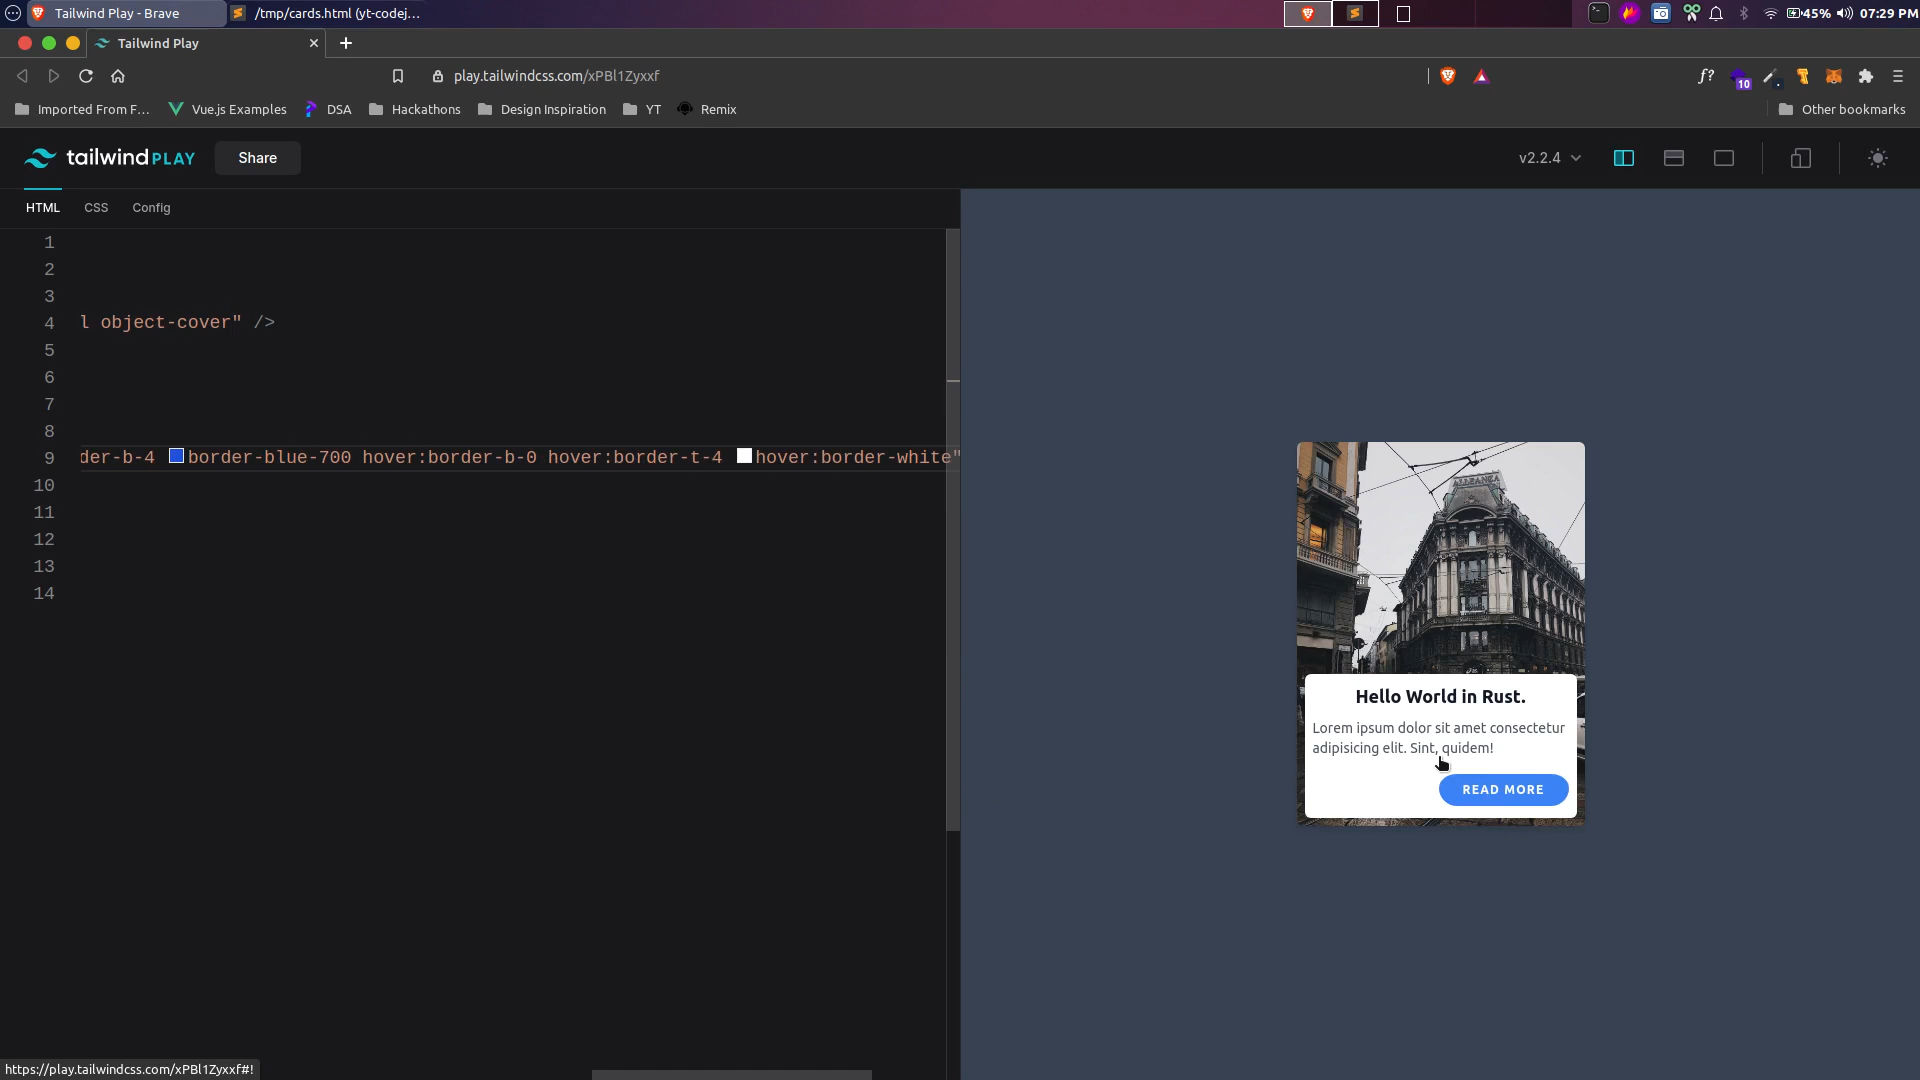 Tailwind Play - Brave
/tmp/cards.html (yt-codej...
45%
07:29 PM
Tailwind Play
play.tailwindcss.com/xPBl1Zyxxf
f?
10
Imported From F...
Vue.js Examples
DSA
Hackathons
Design Inspiration
YT
Remix
Other bookmarks
tailwind PLAY
Share
v2.2.4
HTML
CSS
Config
1
2
3
4 l object-cover" />
5
6
7
8
9 der-b-4 border-blue-700 hover:border-b-0 hover:border-t-4 hover:border-white"
10
11
12
13
14
ALLEANZA
Hello World in Rust.
Lorem ipsum dolor sit amet consectetur
adipisicing elit. Sint, quidem!
READ MORE
https://play.tailwindcss.com/xPBl1Zyxxf#!